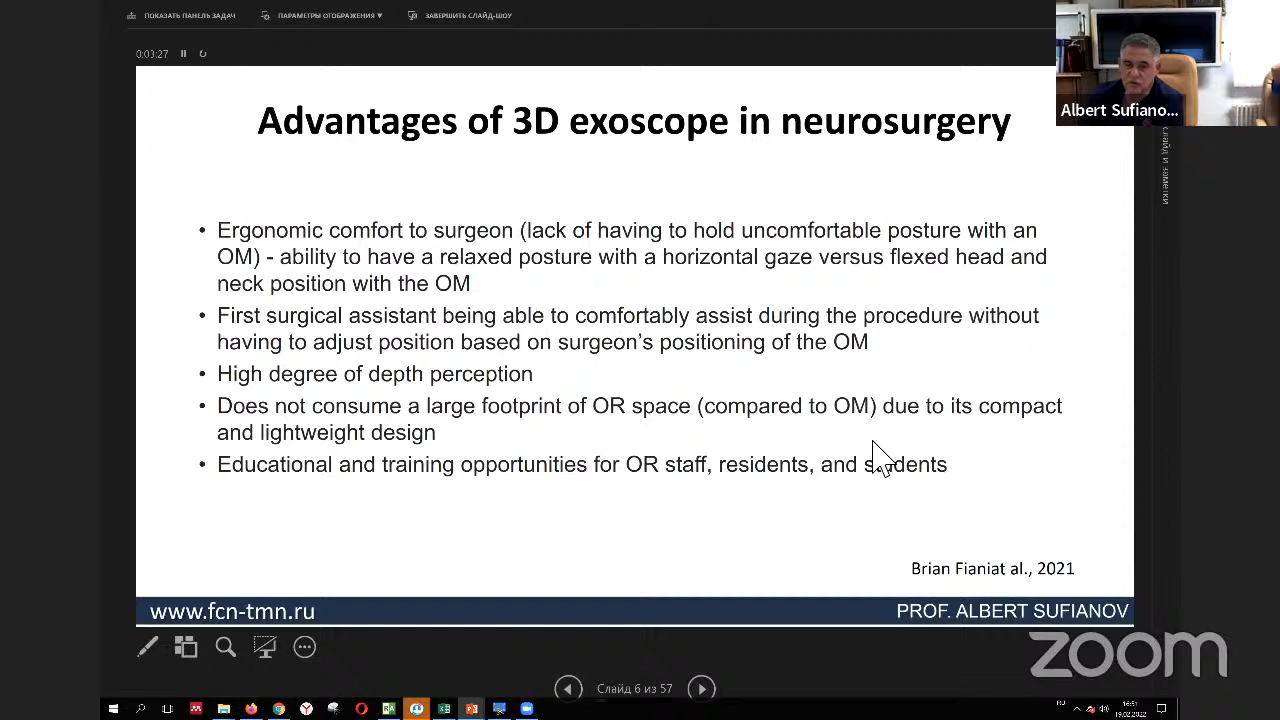 ПОКАЗАТЬ ПАНЕЛЬ ЗАДАЧ
ПАРАМЕТРЫ ОТОБРАЖЕНИЯ ▼
ЗАВЕРШИТЬ СЛАЙД-ШОУ
0:03:27
Albert Sufiano...
Advantages of 3D exoscope in neurosurgery
• Ergonomic comfort to surgeon (lack of having to hold uncomfortable posture with an
OM) - ability to have a relaxed posture with a horizontal gaze versus flexed head and
neck position with the OM
• First surgical assistant being able to comfortably assist during the procedure without
having to adjust position based on surgeon's positioning of the OM
• High degree of depth perception
• Does not consume a large footprint of OR space (compared to OM) due to its compact
and lightweight design
• Educational and training opportunities for OR staff, residents, and students
Brian Fianiat al., 2021
www.fcn-tmn.ru
PROF. ALBERT SUFIANOV
zoom
Слайд 6 из 57
RU
16:51
19.02.2022